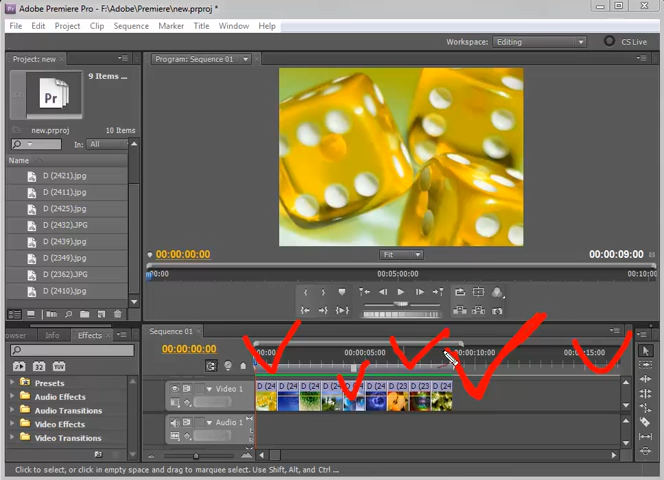 Adobe Premiere Pro - F:\Adobe\Premiere\new.prproj *
File Edit Project Clip Sequence Marker Title Window Help
Workspace: Editing CS Live
Project: new
9 Items...
Pr
new.prproj
10 Items
In: All
Name
D (2421).jpg
D (2411).jpg
D (2425).jpg
D (2432).JPG
D (2439).jpg
D (2349).jpg
D (2362).JPG
D (2410).jpg
Program: Sequence 01
00:00:00:00 Fit 00:00:09:00
00:00 00:05:00:00 00:10:0
Info Effects
Presets
Audio Effects
Audio Transitions
Video Effects
Video Transitions
Sequence 01
00:00:00:00
00:00 00:00:05:00 00:00:10:00 00:00:15:00
Video 1
D (24 D (24 D (24 D (24 D (24 D (23 D (23 D (24 D (24
Audio 1
Click to select, or click in empty space and drag to marquee select. Use Shift, Alt, and Ctrl ...